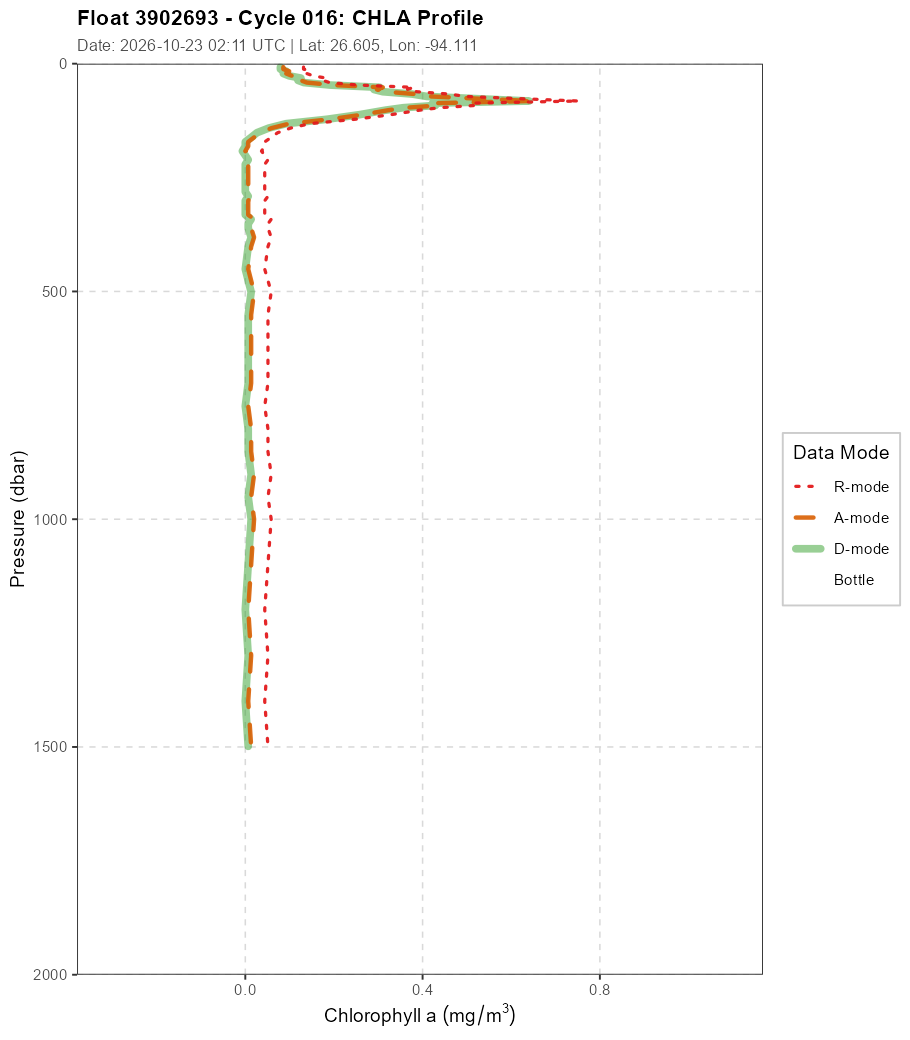 Float 3902693 - Cycle 016: CHLA Profile
Date: 2026-10-23 02:11 UTC | Lat: 26.605, Lon: -94.111
0
500
1000
1500
2000
Pressure (dbar)
0.0 0.4 0.8
Chlorophyll a (mg/m³)
Data Mode
R-mode
A-mode
D-mode
Bottle